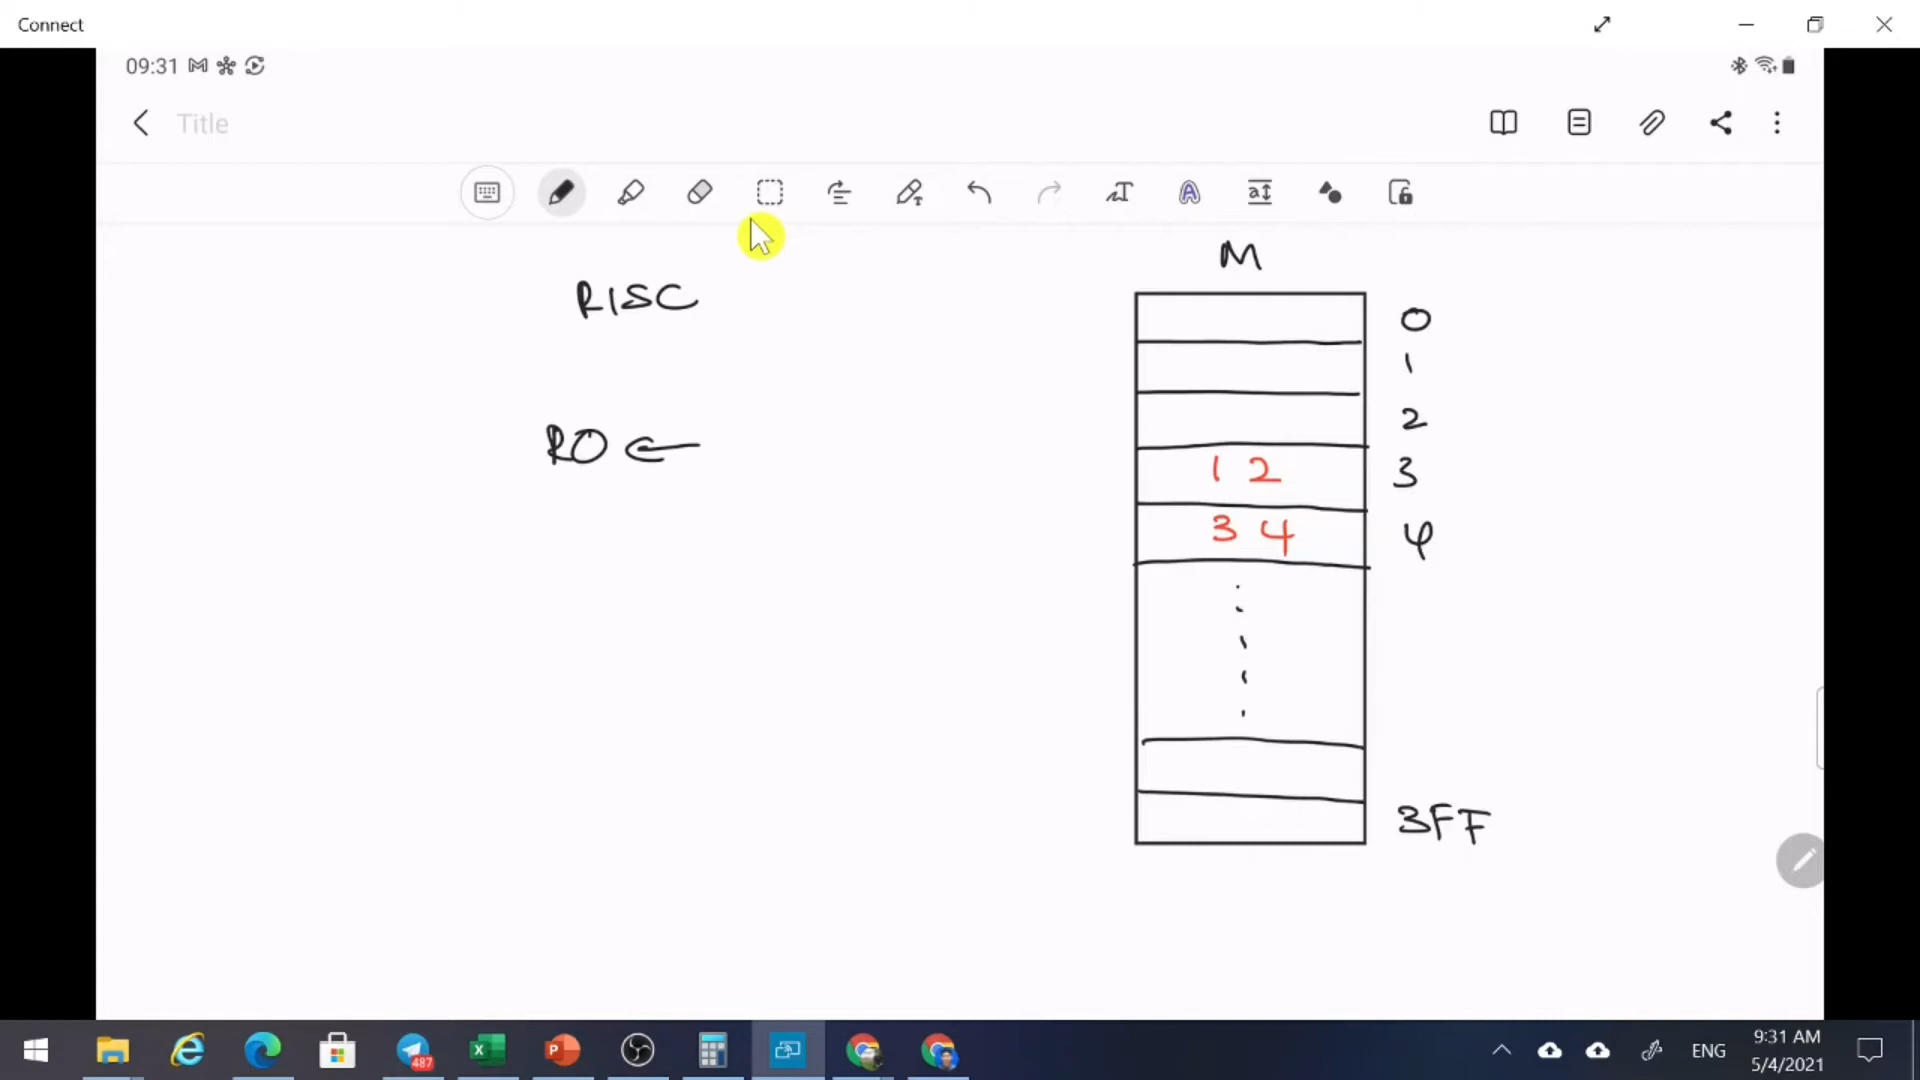 Connect
09:31
Title
M
RISC
0
1
2
R0 ←
1 2
3
3 4
4
3FF
487
ENG
9:31 AM
5/4/2021